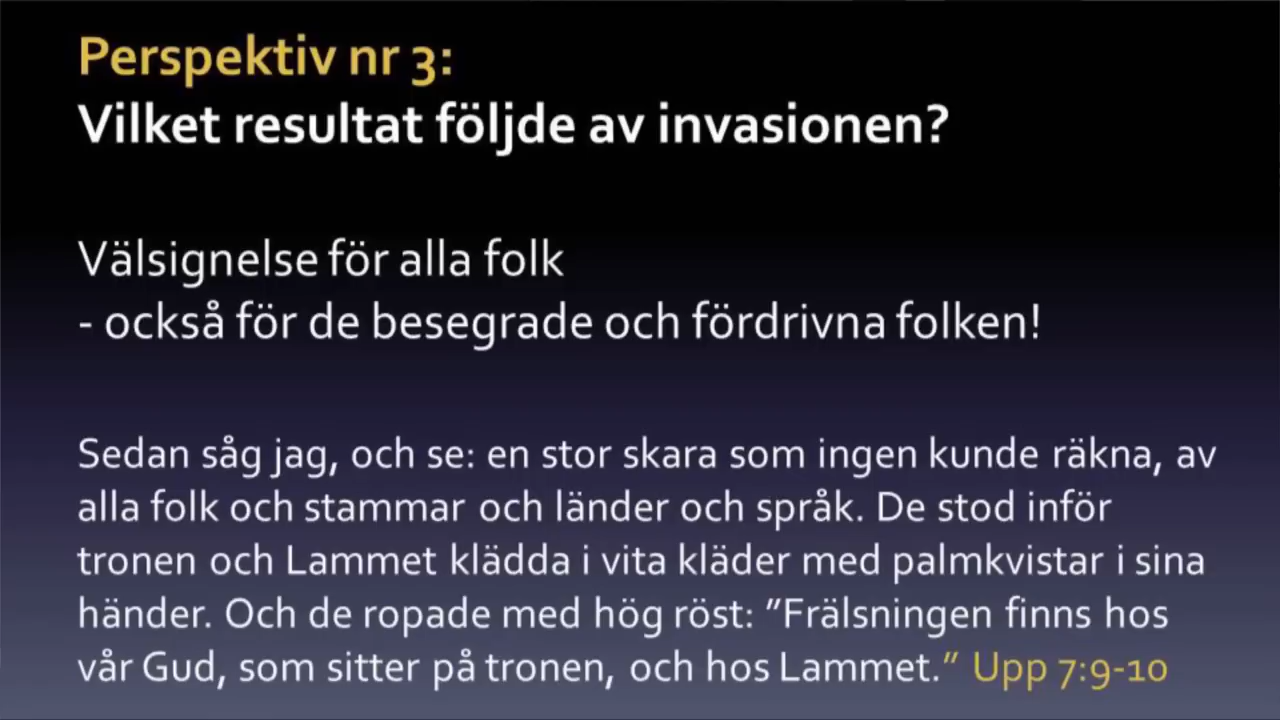 Perspektiv nr 3:
Vilket resultat följde av invasionen?
Välsignelse för alla folk
- också för de besegrade och fördrivna folken!
Sedan såg jag, och se: en stor skara som ingen kunde räkna, av
alla folk och stammar och länder och språk. De stod inför
tronen och Lammet klädda i vita kläder med palmkvistar i sina
händer. Och de ropade med hög röst: ”Frälsningen finns hos
vår Gud, som sitter på tronen, och hos Lammet.” Upp 7:9-10